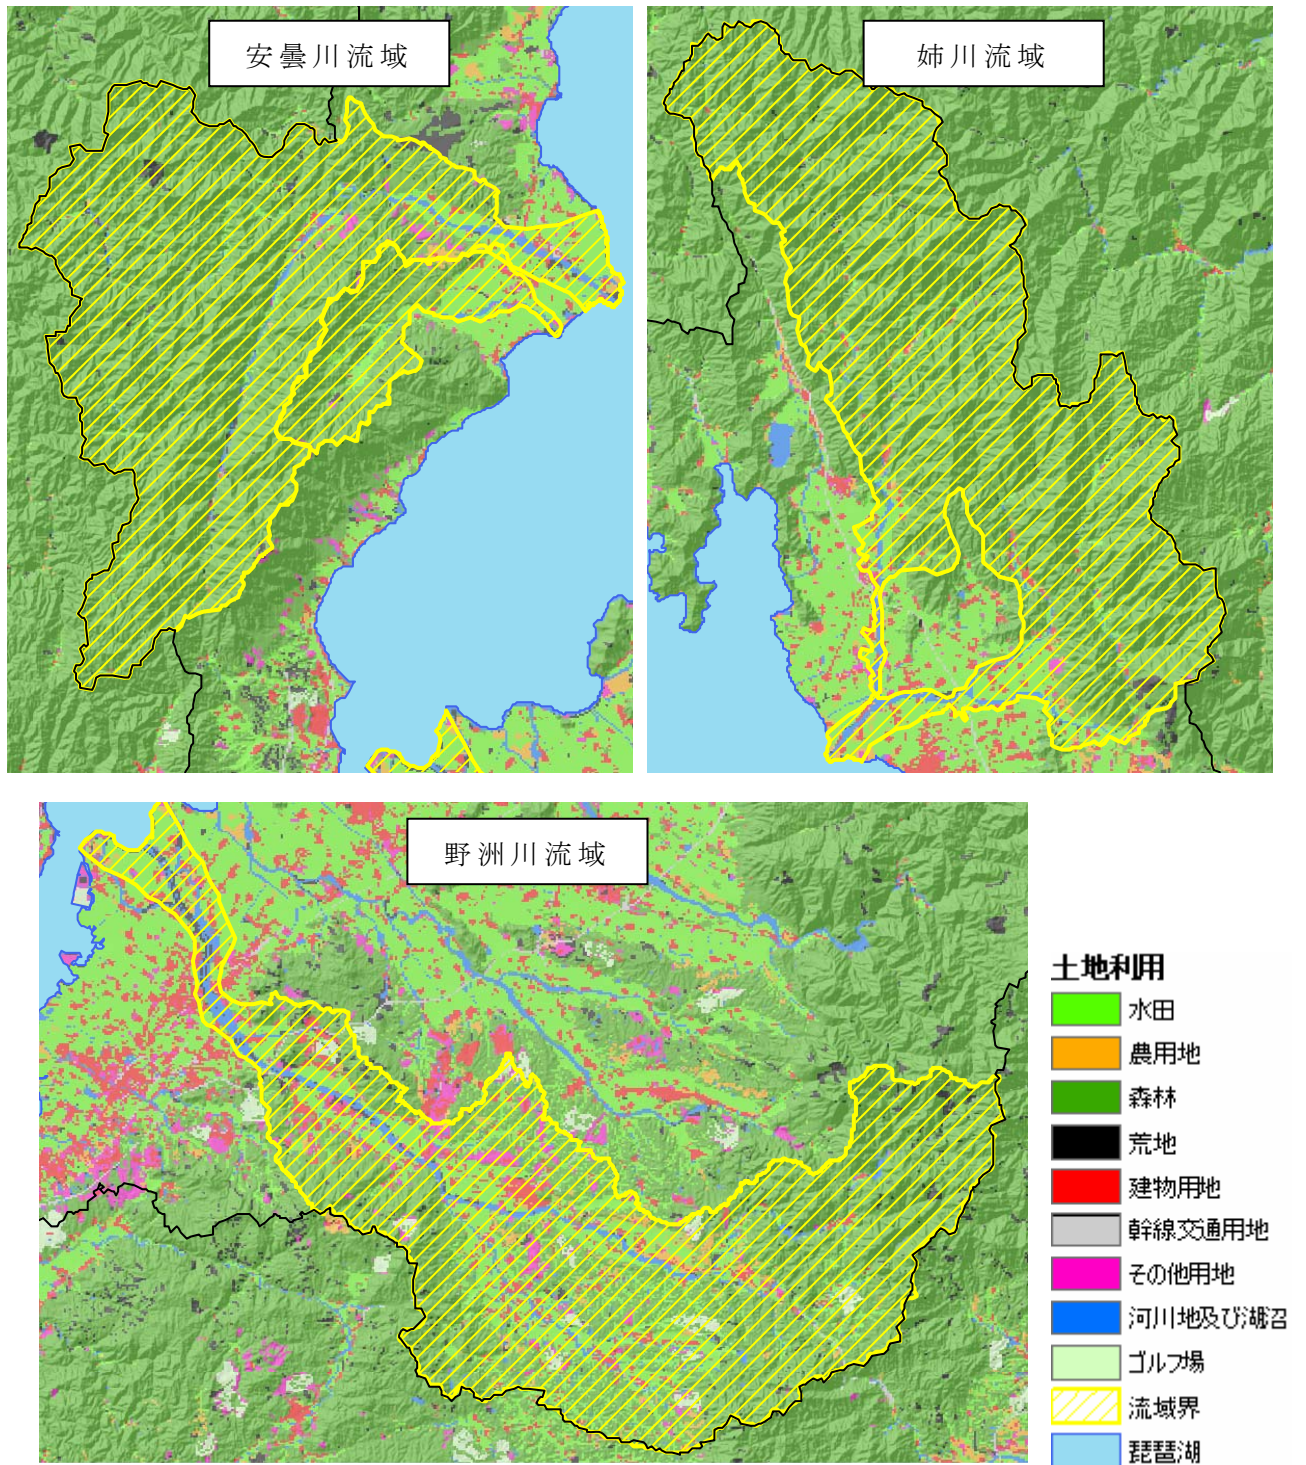 安曇川流域
姉川流域
野洲川流域
土地利用
水田
農用地
森林
荒地
建物用地
幹線交通用地
その他用地
河川地及び湖沼
ゴルフ場
流域界
琵琶湖